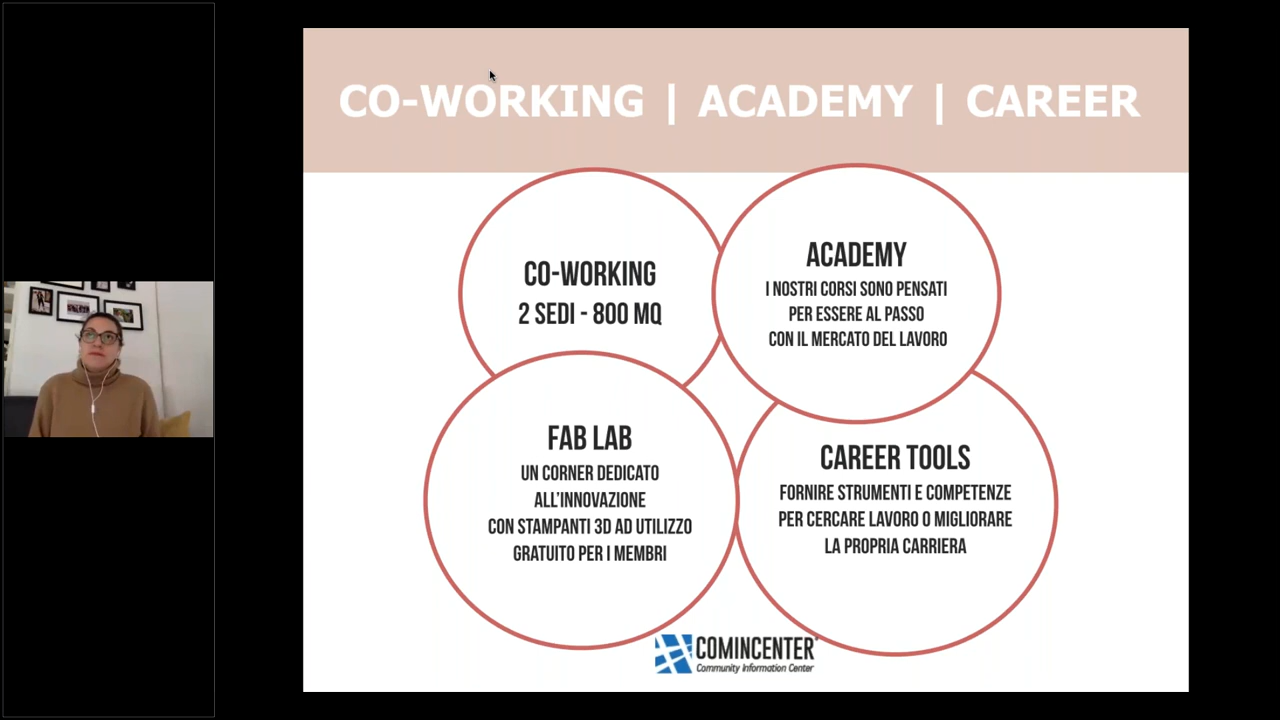 CO-WORKING | ACADEMY | CAREER
CO-WORKING
2 SEDI - 800 MQ
ACADEMY
I NOSTRI CORSI SONO PENSATI
PER ESSERE AL PASSO
CON IL MERCATO DEL LAVORO
FAB LAB
UN CORNER DEDICATO
ALL'INNOVAZIONE
CON STAMPANTI 3D AD UTILIZZO
GRATUITO PER I MEMBRI
CAREER TOOLS
FORNIRE STRUMENTI E COMPETENZE
PER CERCARE LAVORO O MIGLIORARE
LA PROPRIA CARRIERA
COMINCENTER
Community Information Center